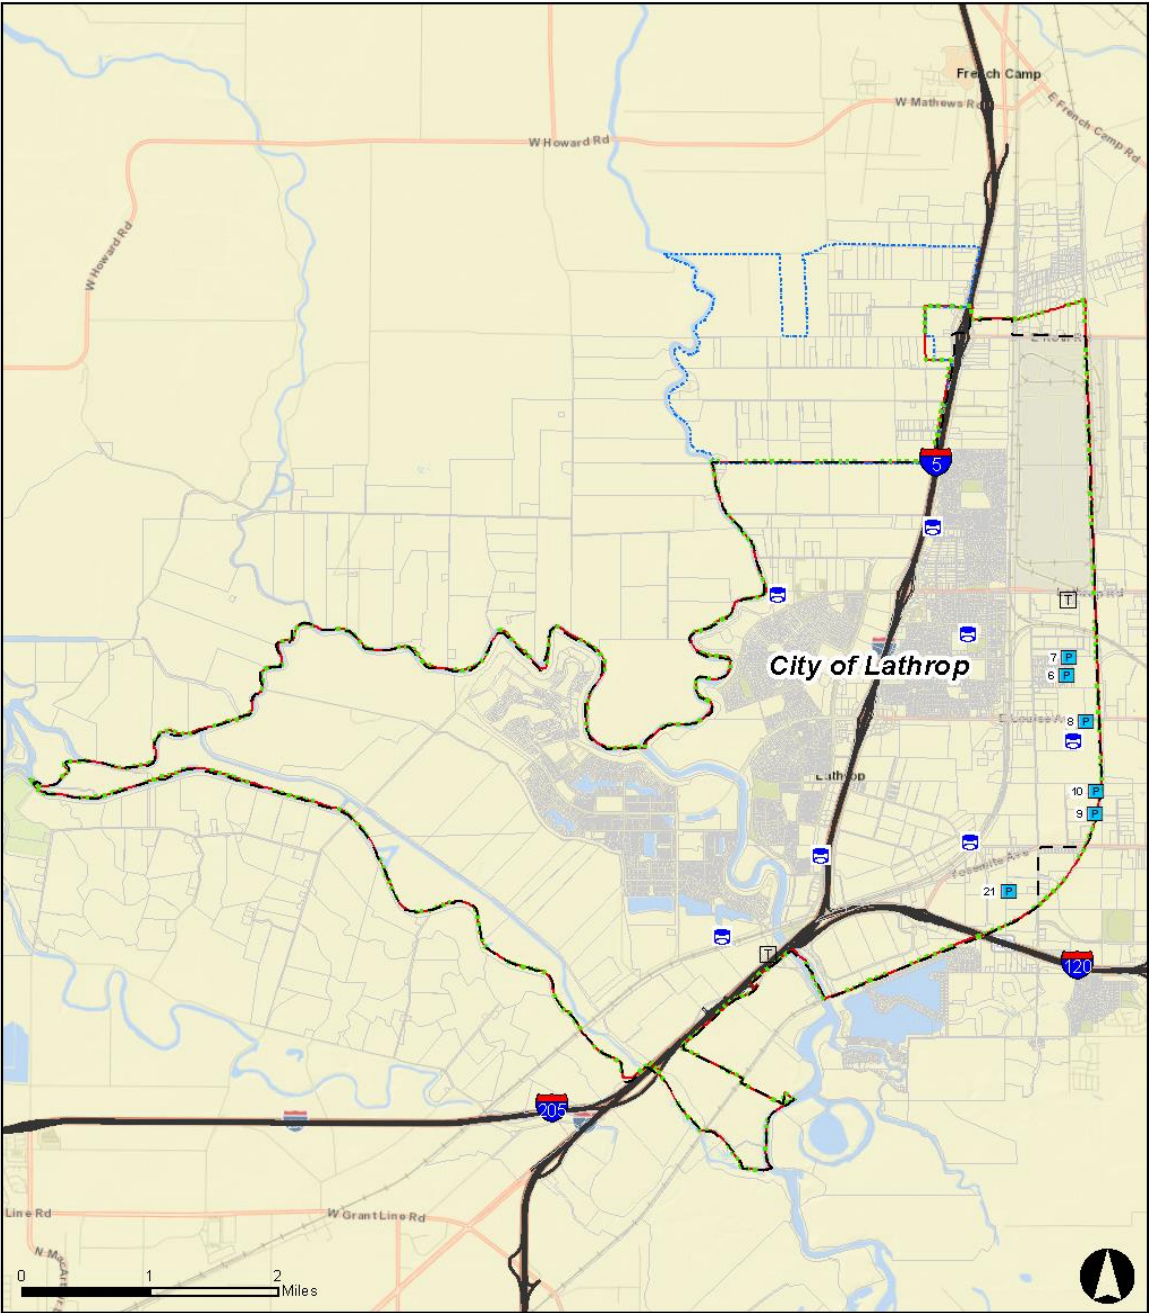 French Camp
W Mathews Rd
E French Camp Rd
W Howard Rd
W Howard Rd
5
T
7 P
City of Lathrop
6 P
8 P
Lathrop
10 P
9 P
Yosemite Ave
21 P
T
120
205
Line Rd
W Grant Line Rd
0 1 2
Miles